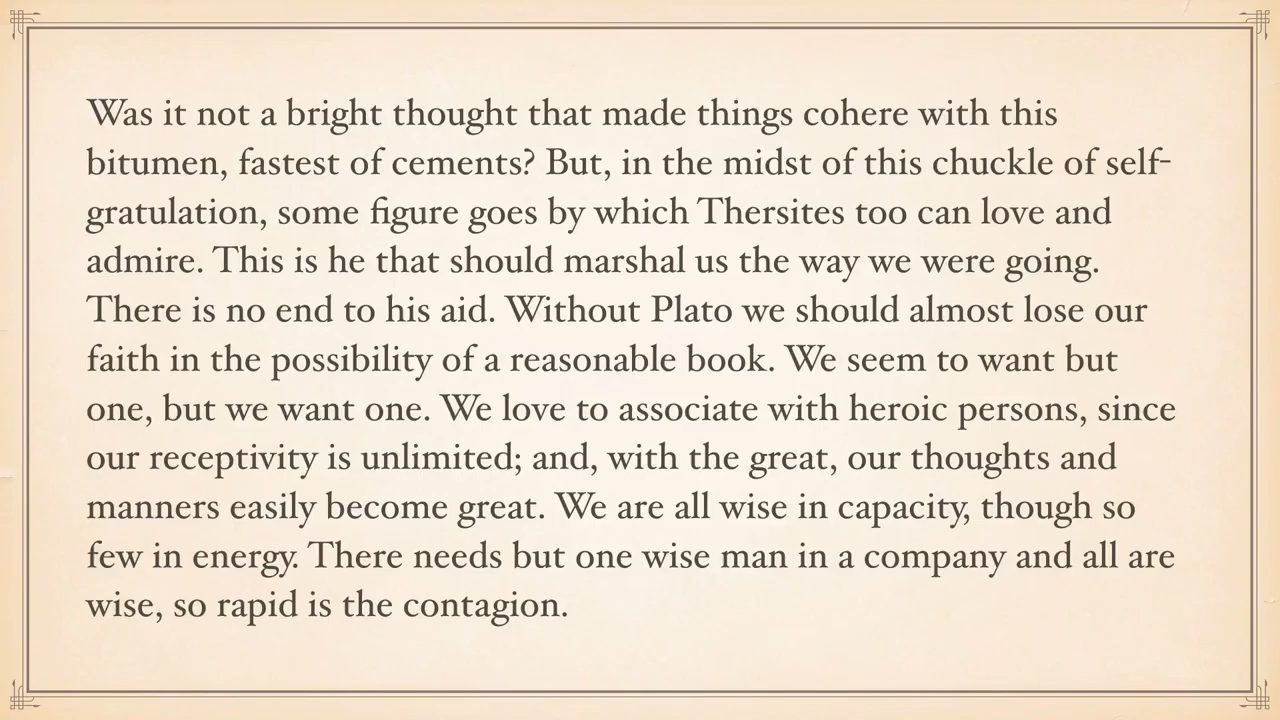 Was it not a bright thought that made things cohere with this
bitumen, fastest of cements? But, in the midst of this chuckle of self-
gratulation, some figure goes by which Thersites too can love and
admire. This is he that should marshal us the way we were going.
There is no end to his aid. Without Plato we should almost lose our
faith in the possibility of a reasonable book. We seem to want but
one, but we want one. We love to associate with heroic persons, since
our receptivity is unlimited; and, with the great, our thoughts and
manners easily become great. We are all wise in capacity, though so
few in energy. There needs but one wise man in a company and all are
wise, so rapid is the contagion.